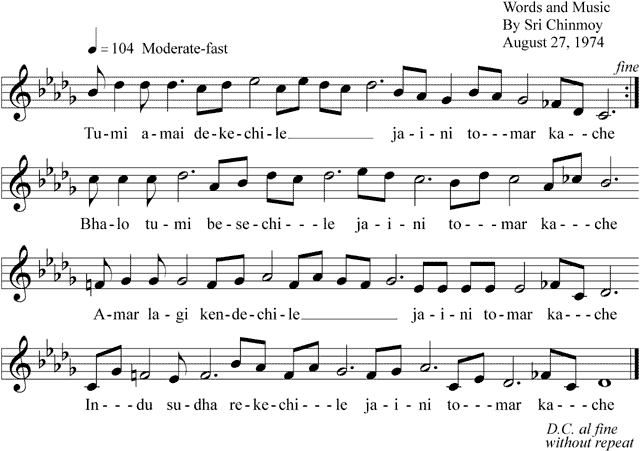 Words and Music
By Sri Chinmoy
August 27, 1974
♩ = 104 Moderate-fast
fine
Tu-mi a-mai de-ke-chi-le___________ ja-i-ni to---mar ka---che
Bha-lo tu-mi be-se-chi---le ja-i-ni to---mar ka---che
A-mar la-gi ken-de-chi-le___________ ja-i-ni to-mar ka---che
In---du su-dha re-ke-chi---le ja-i-ni to---mar ka---che
D.C. al fine
without repeat